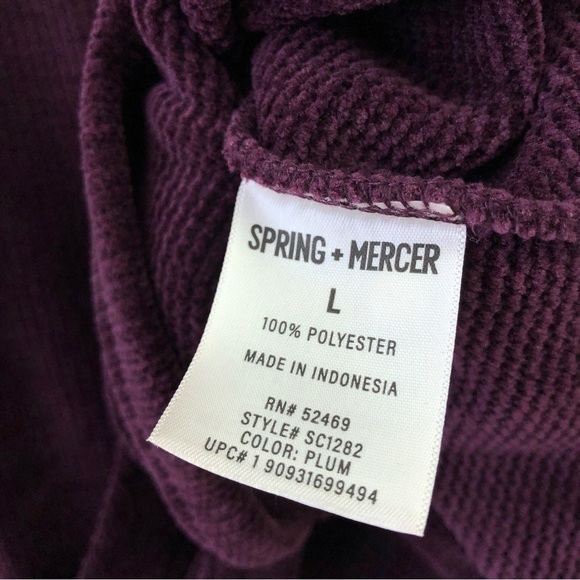 SPRING + MERCER
L
100% POLYESTER
MADE IN INDONESIA
RN# 52469
STYLE# SC1282
COLOR: PLUM
UPC# 1 90931699494